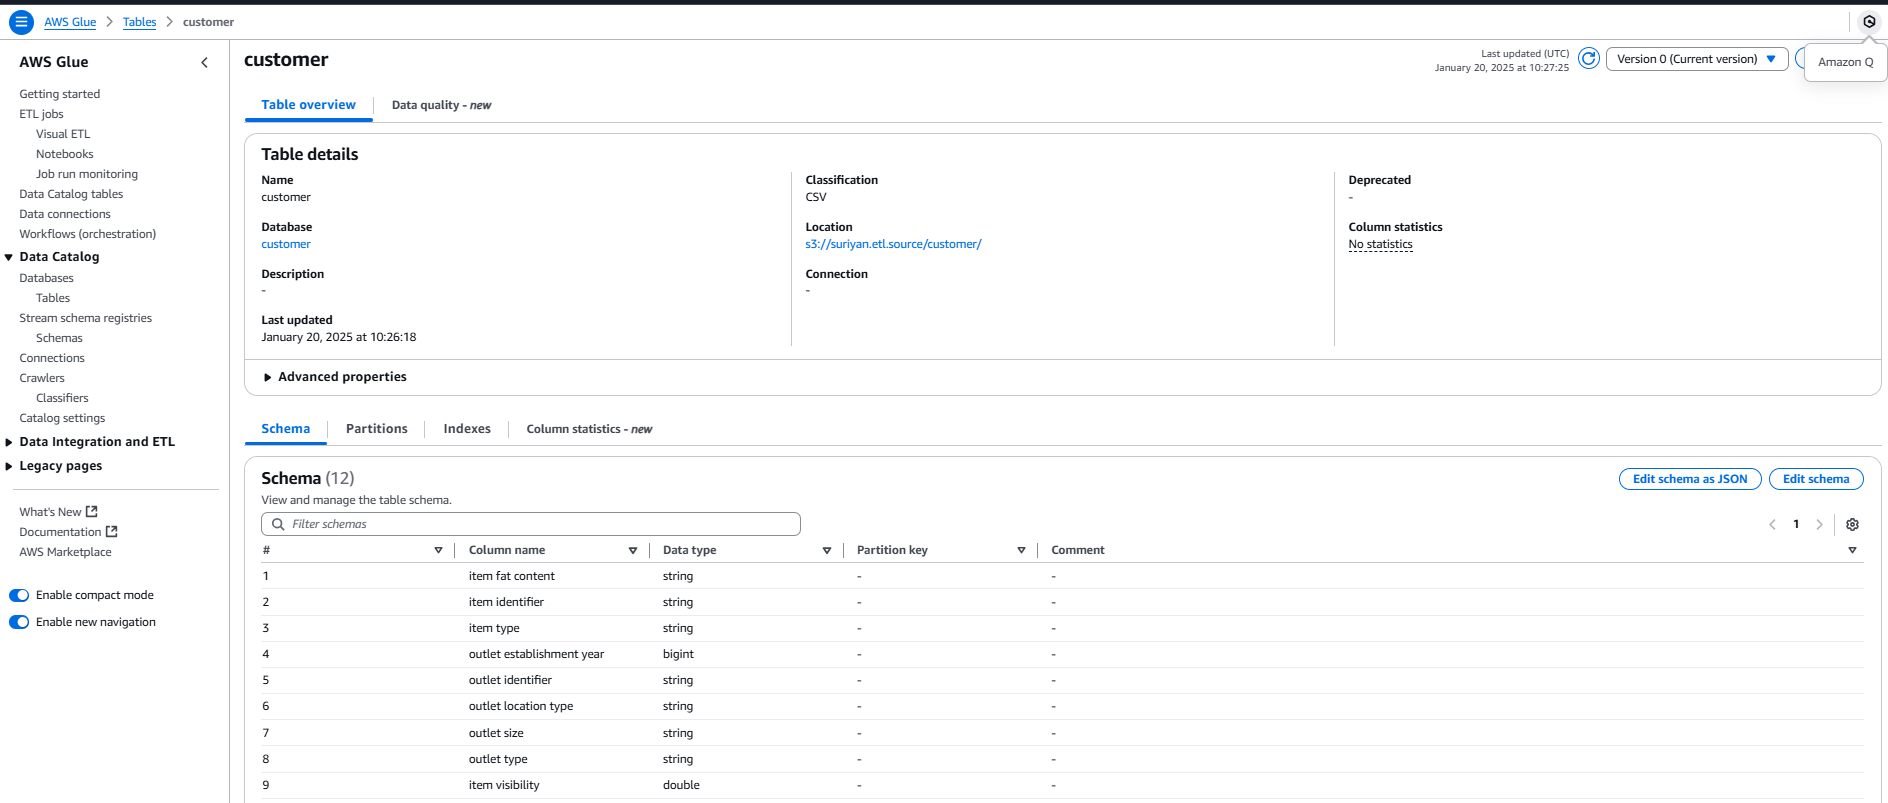 AWS Glue > Tables > customer
Amazon Q
AWS Glue
Getting started
ETL jobs
Visual ETL
Notebooks
Job run monitoring
Data Catalog tables
Data connections
Workflows (orchestration)
Data Catalog
Databases
Tables
Stream schema registries
Schemas
Connections
Crawlers
Classifiers
Catalog settings
Data Integration and ETL
Legacy pages
What's New
Documentation
AWS Marketplace
Enable compact mode
Enable new navigation
customer
Last updated (UTC)
January 20, 2025 at 10:27:25
Version 0 (Current version)
Table overview
Data quality - new
Table details
Name
customer
Database
customer
Description
-
Last updated
January 20, 2025 at 10:26:18
Classification
CSV
Location
s3://suriyan.etl.source/customer/
Connection
-
Deprecated
-
Column statistics
No statistics
Advanced properties
Schema Partitions Indexes Column statistics - new
Schema (12)
View and manage the table schema.
Edit schema as JSON
Edit schema
Filter schemas
1
# Column name Data type Partition key Comment
1 item fat content string - -
2 item identifier string - -
3 item type string - -
4 outlet establishment year bigint - -
5 outlet identifier string - -
6 outlet location type string - -
7 outlet size string - -
8 outlet type string - -
9 item visibility double - -